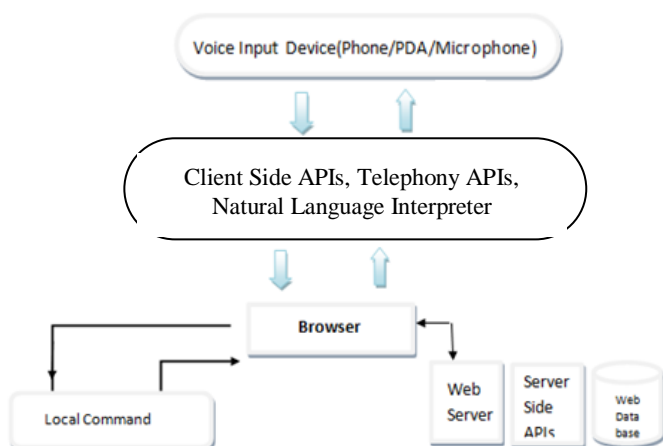 Voice Input Device(Phone/PDA/Microphone)
Client Side APIs, Telephony APIs,
Natural Language Interpreter
Browser
Local Command
Web
Server
Server
Side
APIs
Web
Data
base